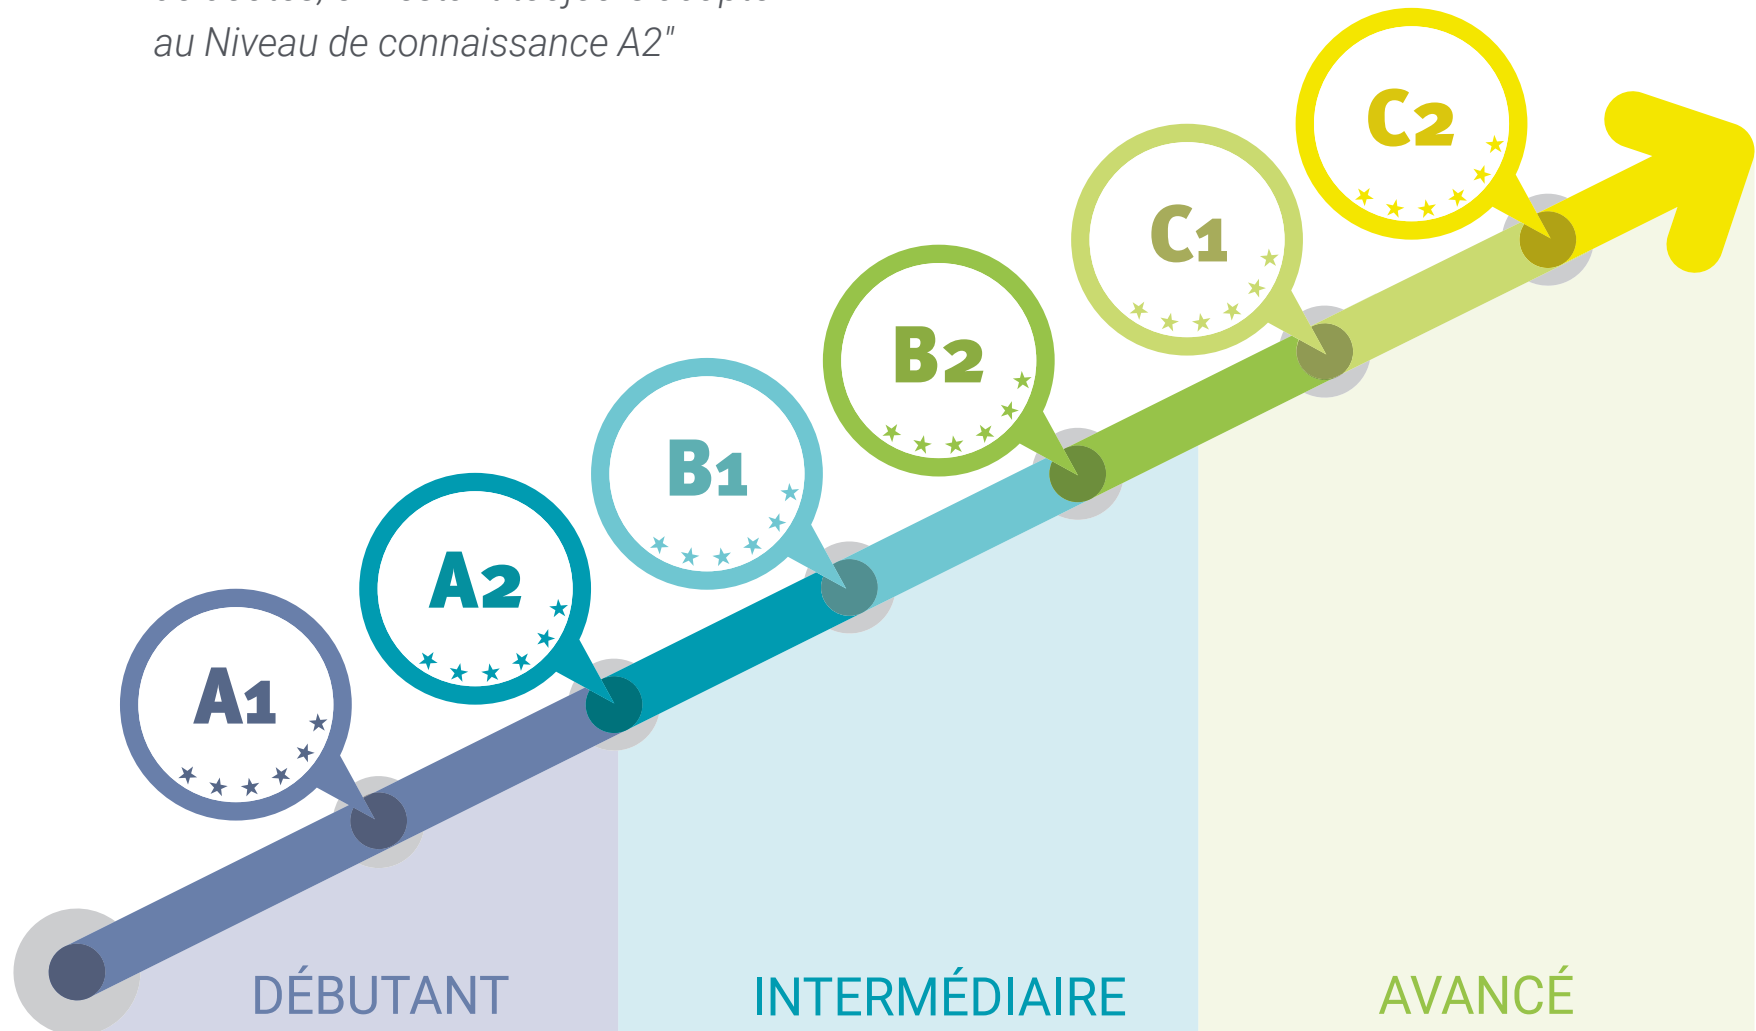 au Niveau de connaissance A2"
C2
C1
B2
B1
A2
A1
DÉBUTANT
INTERMÉDIAIRE
AVANCÉ